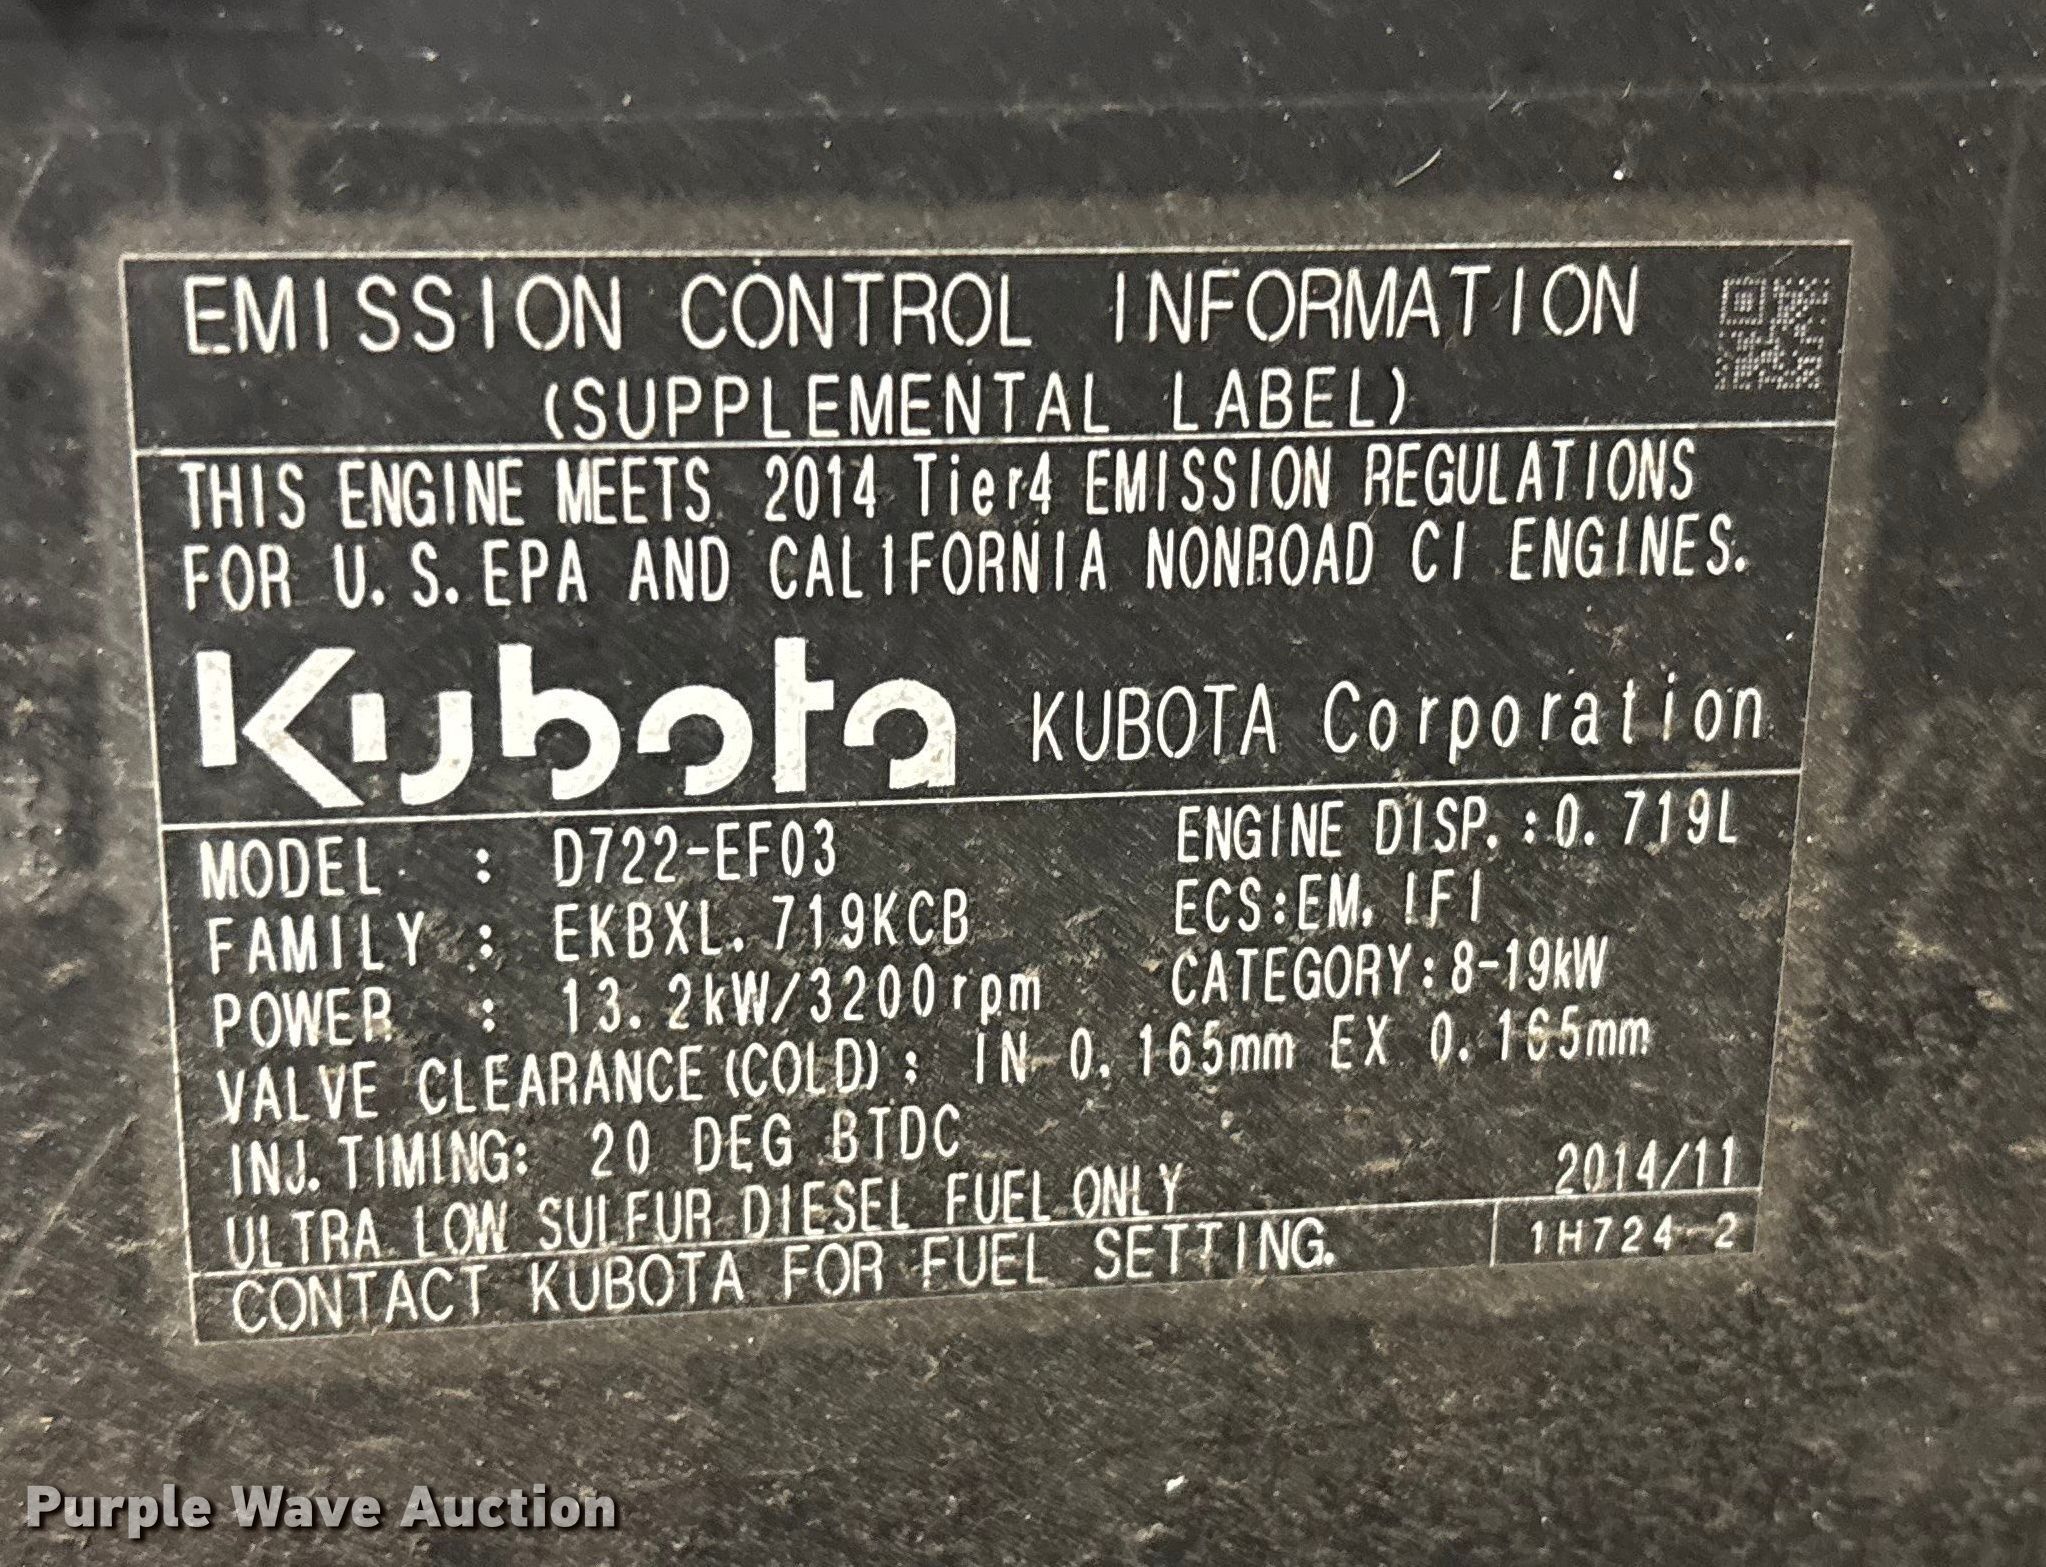 EMISSION CONTROL INFORMATION
(SUPPLEMENTAL LABEL)
THIS ENGINE MEETS 2014 Tier4 EMISSION REGULATIONS
FOR U.S.EPA AND CALIFORNIA NONROAD CI ENGINES.
Kubota KUBOTA Corporation
MODEL : D722-EF03 ENGINE DISP.:0.719L
FAMILY : EKBXL.719KCB ECS:EM, IFI
POWER : 13.2kW/3200rpm CATEGORY:8-19kW
VALVE CLEARANCE(COLD): IN 0.165mm EX 0.165mm
INJ.TIMING: 20 DEG BTDC
2014/11
ULTRA LOW SULFUR DIESEL FUEL ONLY
CONTACT KUBOTA FOR FUEL SETTING. 1H724-2
Purple Wave Auction